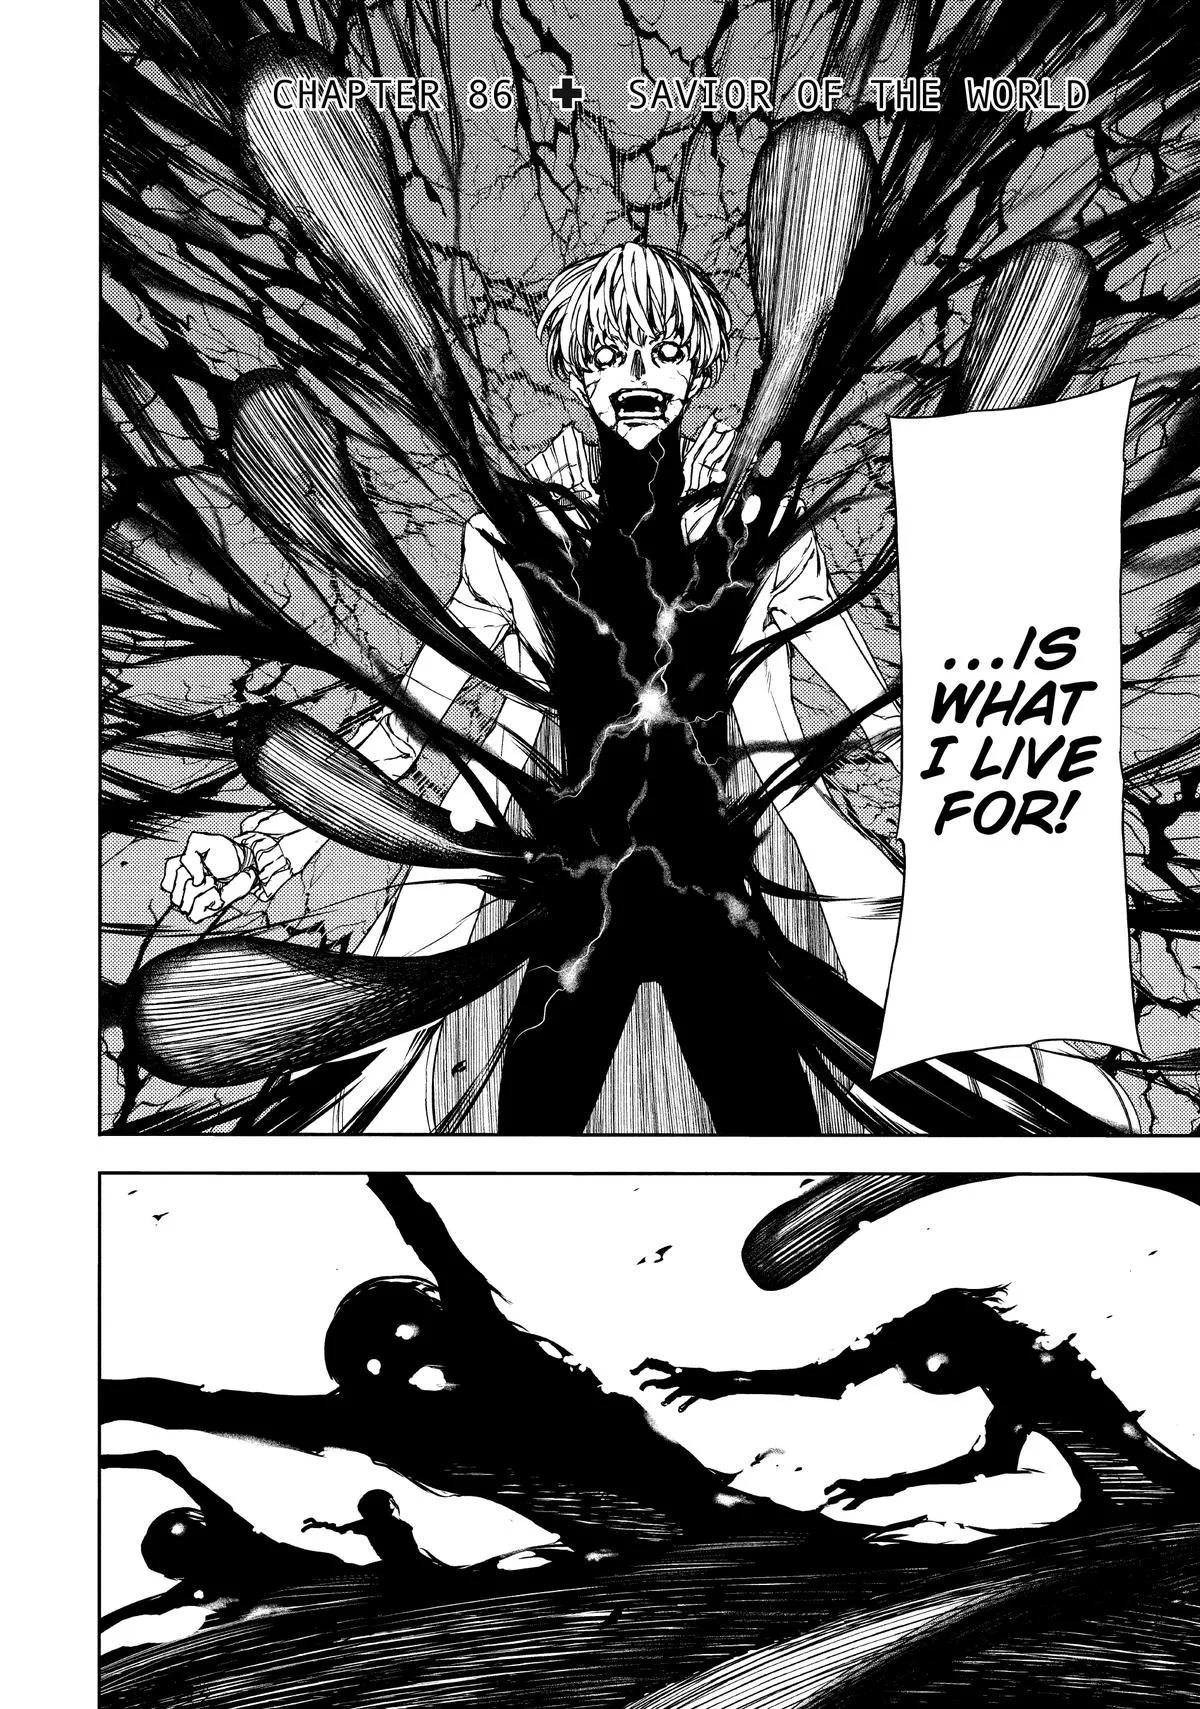 CHAPTER 86 ✚ SAVIOR OF THE WORLD
...IS
WHAT
I LIVE
FOR!